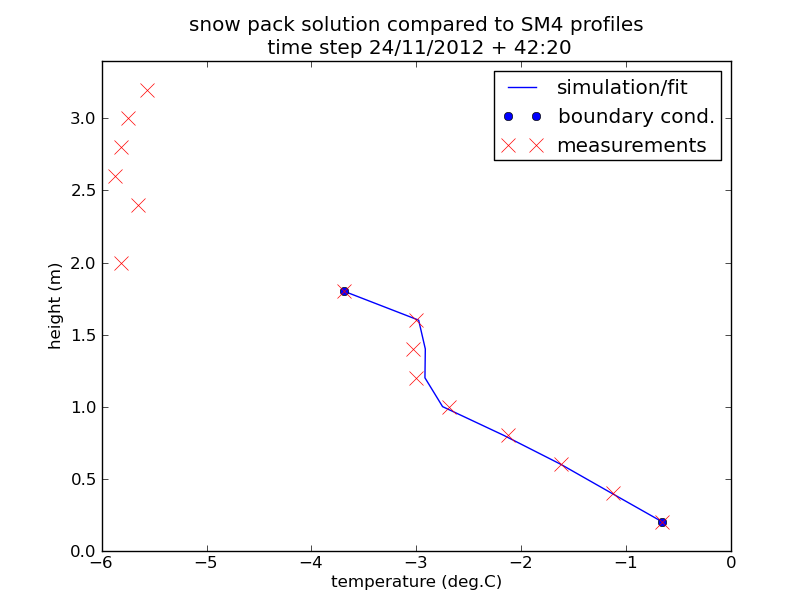 snow pack solution compared to SM4 profiles
time step 24/11/2012 + 42:20
simulation/fit
boundary cond.
measurements
3.0
2.5
2.0
1.5
1.0
0.5
0.0
height (m)
−6 −5 −4 −3 −2 −1 0
temperature (deg.C)